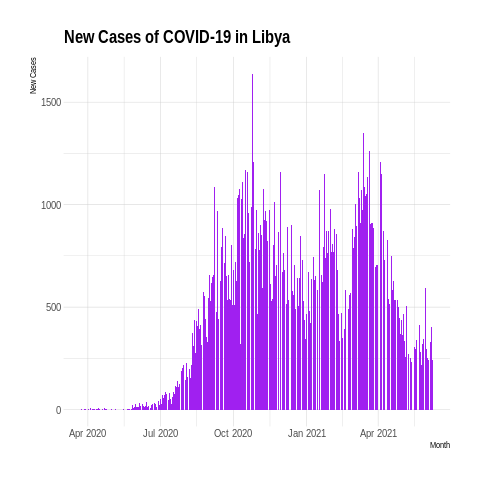 New Cases of COVID-19 in Libya
New Cases
1500
1000
500
0
Apr 2020 Jul 2020 Oct 2020 Jan 2021 Apr 2021
Month